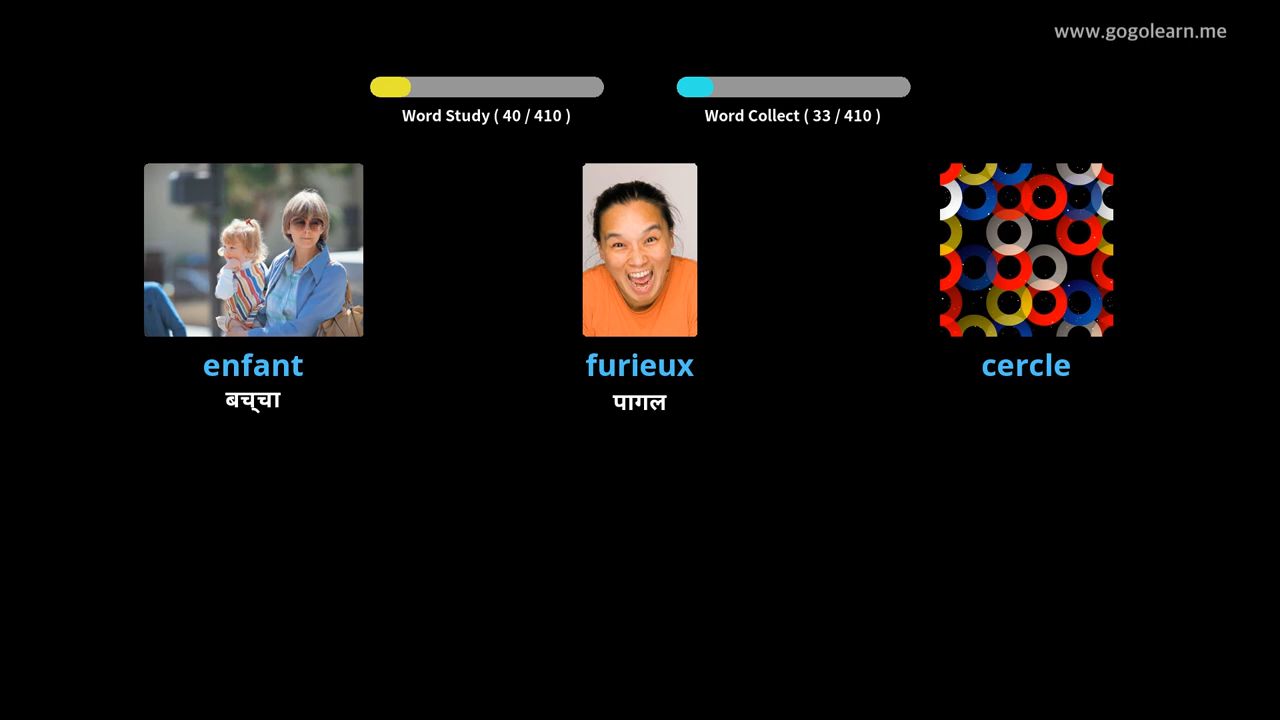 www.gogolearn.me
Word Study ( 40 / 410 )
Word Collect ( 33 / 410 )
enfant
furieux
cercle
बच्चा
पागल